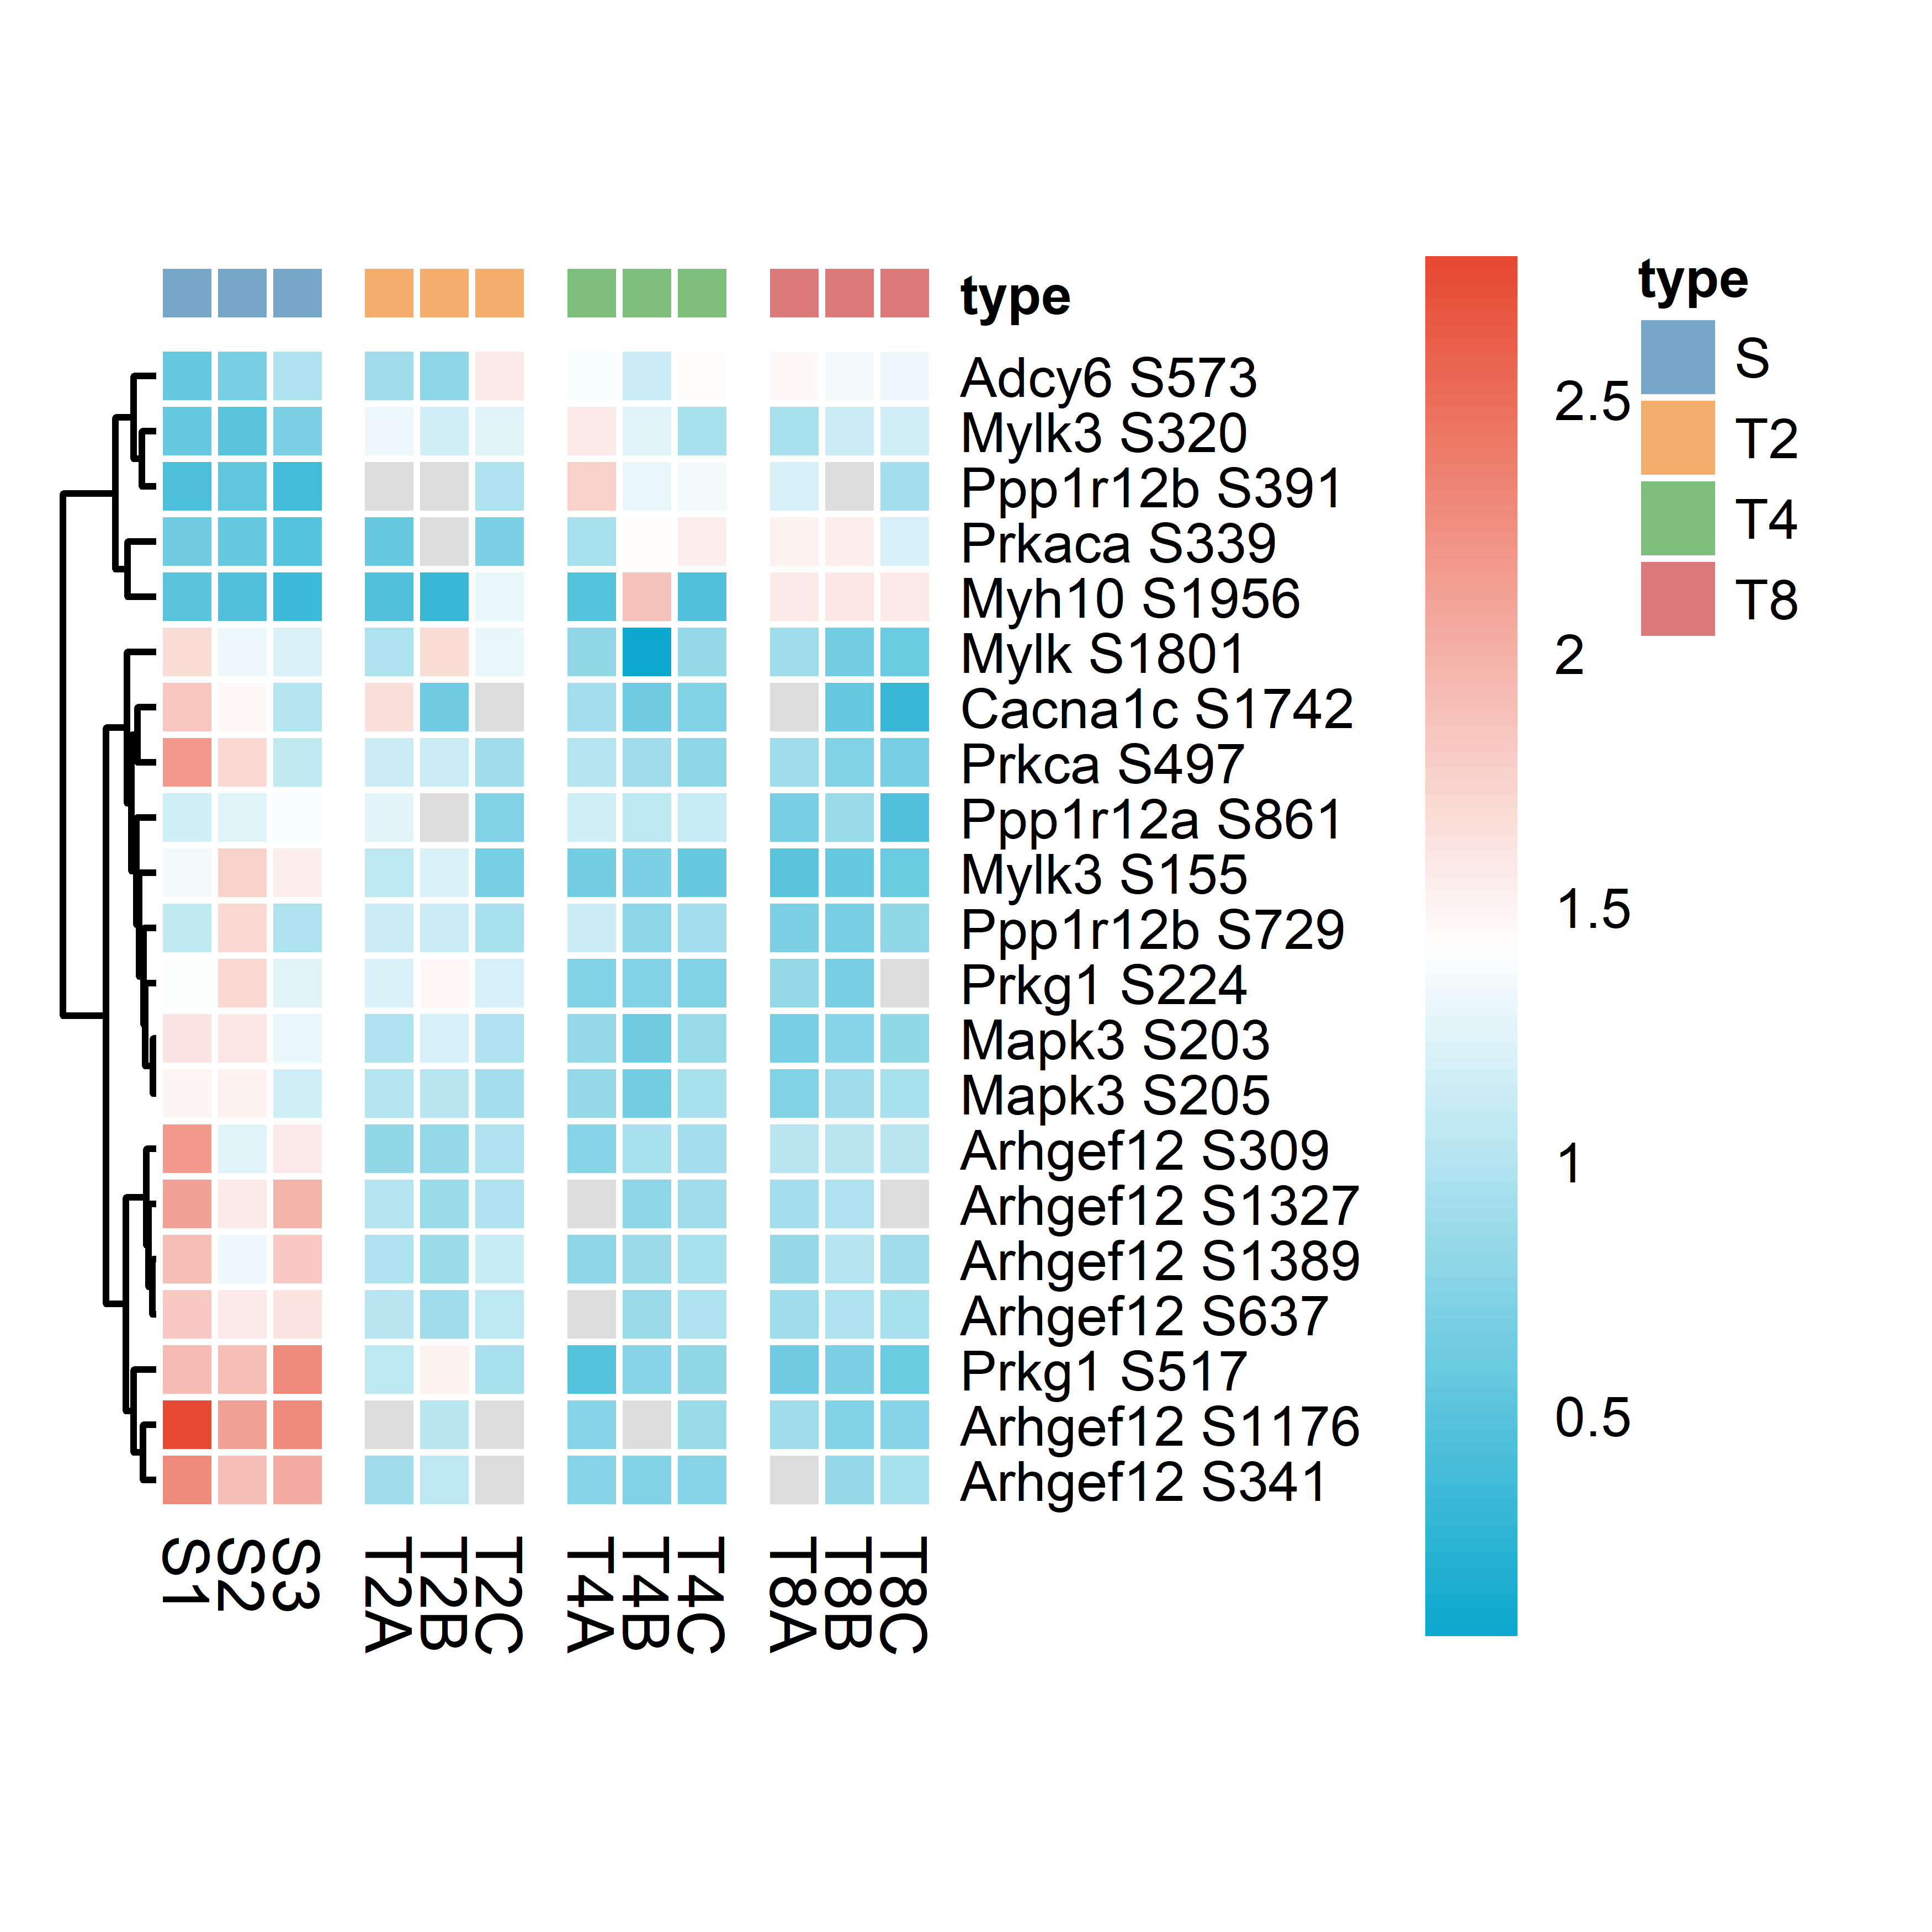 type
Adcy6 S573
Mylk3 S320
Ppp1r12b S391
Prkaca S339
Myh10 S1956
Mylk S1801
Cacna1c S1742
Prkca S497
Ppp1r12a S861
Mylk3 S155
Ppp1r12b S729
Prkg1 S224
Mapk3 S203
Mapk3 S205
Arhgef12 S309
Arhgef12 S1327
Arhgef12 S1389
Arhgef12 S637
Prkg1 S517
Arhgef12 S1176
Arhgef12 S341
S1
S2
S3
T2A
T2B
T2C
T4A
T4B
T4C
T8A
T8B
T8C
2.5
2
1.5
1
0.5
type
S
T2
T4
T8